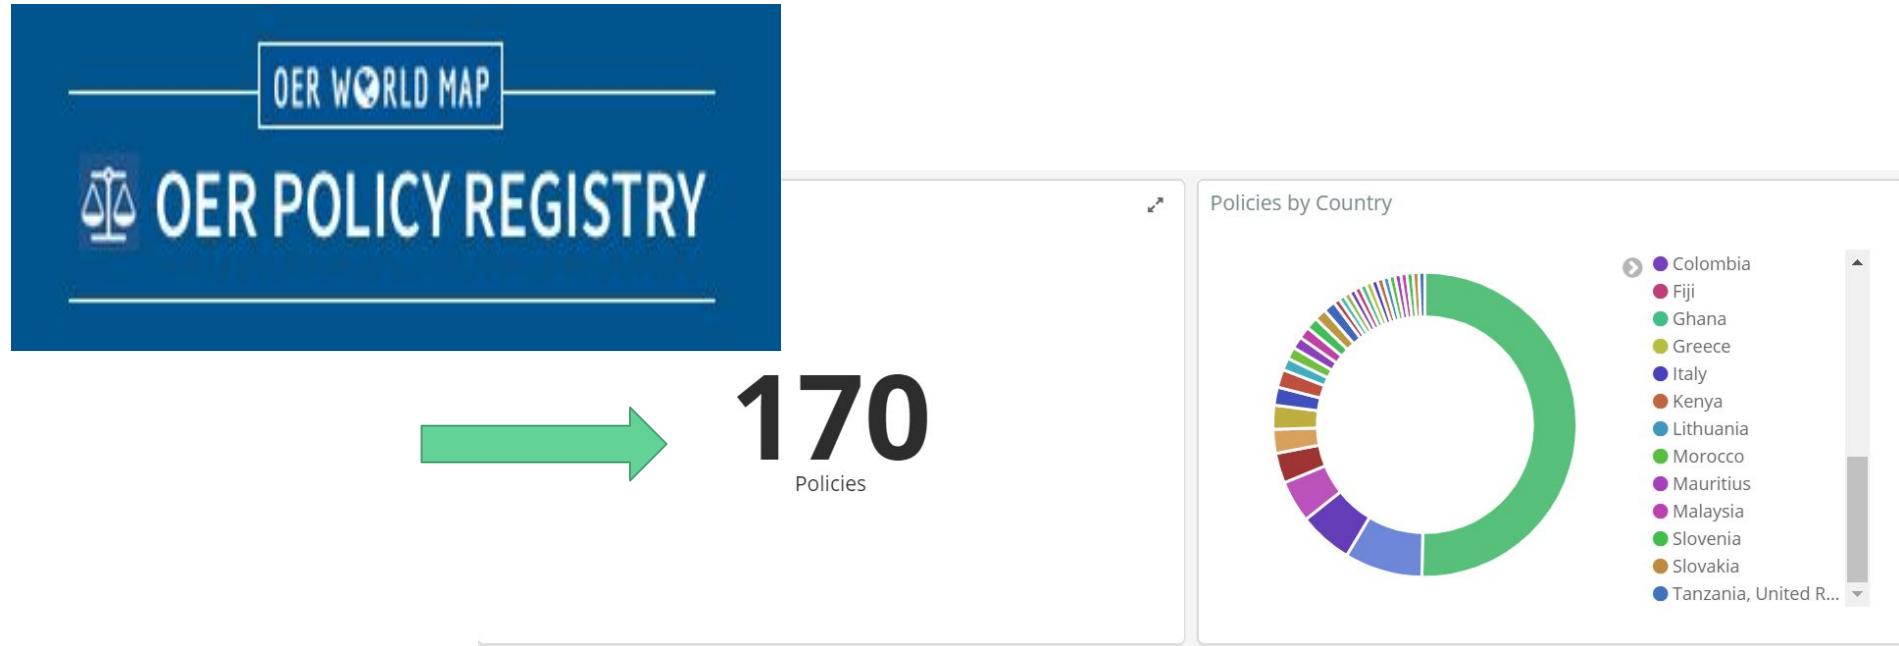 OER WORLD MAP
OER POLICY REGISTRY
170
Policies
Policies by Country
Colombia
Fiji
Ghana
Greece
Italy
Kenya
Lithuania
Morocco
Mauritius
Malaysia
Slovenia
Slovakia
Tanzania, United R...